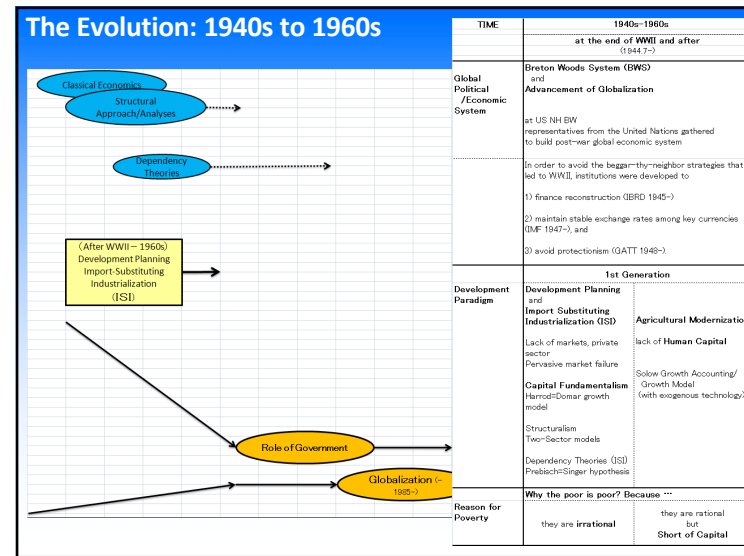 The Evolution: 1940s to 1960s
Classical Economics
Structural
Approach/Analyses
Dependency
Theories
(After WWII – 1960s)
Development Planning
Import-Substituting
Industrialization
(ISI)
Role of Government
Globalization (–
1985–)
TIME
1940s-1960s
at the end of WWII and after
(1944.7-)
Global
Political
/Economic
System
Breton Woods System (BWS)
and
Advancement of Globalization
at US NH BW
representatives from the United Nations gathered
to build post-war global economic system
In order to avoid the beggar-thy-neighbor strategies that
led to W.W.II, institutions were developed to
1) finance reconstruction (IBRD 1945-)
2) maintain stable exchange rates among key currencies
(IMF 1947-), and
3) avoid protectionism (GATT 1948-).
1st Generation
Development
Paradigm
Development Planning
and
Import Substituting
Industrialization (ISI)
Lack of markets, private
sector
Pervasive market failure
Capital Fundamentalism
Harrod=Domar growth
model
Structuralism
Two-Sector models
Dependency Theories (ISI)
Prebisch=Singer hypothesis
Agricultural Modernizatio
lack of Human Capital
Solow Growth Accounting/
Growth Model
(with exogenous technology)
Why the poor is poor? Because ...
Reason for
Poverty
they are irrational
they are rational
but
Short of Capital